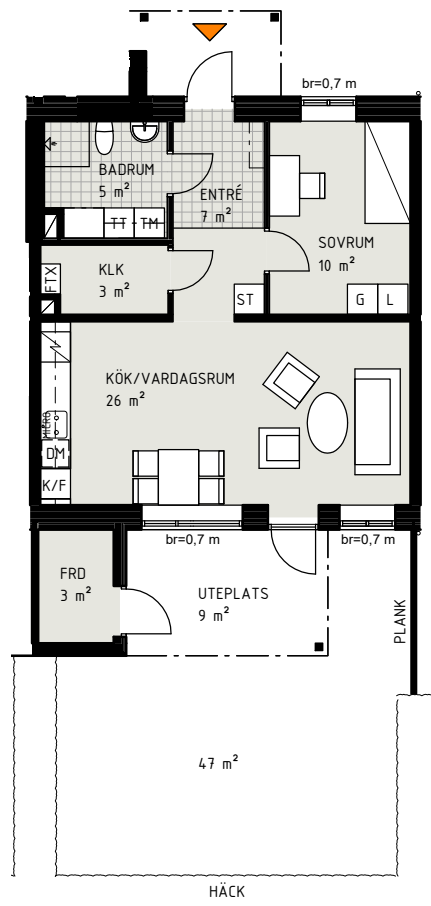 br=0,7 m
BADRUM
5 m²
ENTRÉ
7 m²
TT
TM
SOVRUM
10 m²
KLK
3 m²
FTX
ST
G
L
KÖK/VARDAGSRUM
26 m²
MICRO
DM
K/F
br=0,7 m
br=0,7 m
FRD
3 m²
UTEPLATS
9 m²
PLANK
47 m²
HÄCK